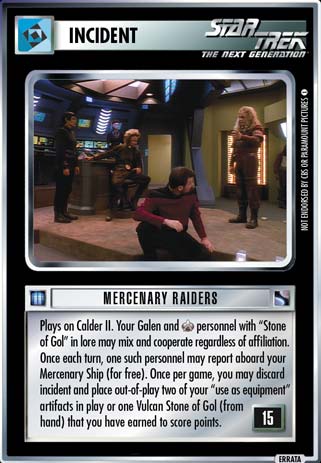 INCIDENT
STAR TREK
THE NEXT GENERATION
NOT ENDORSED BY CBS OR PARAMOUNT PICTURES
MERCENARY RAIDERS
Plays on Calder II. Your Galen and personnel with “Stone
of Gol” in lore may mix and cooperate regardless of affiliation.
Once each turn, one such personnel may report aboard your
Mercenary Ship (for free). Once per game, you may discard
incident and place out-of-play two of your “use as equipment”
artifacts in play or one Vulcan Stone of Gol (from
hand) that you have earned to score points.
15
ERRATA